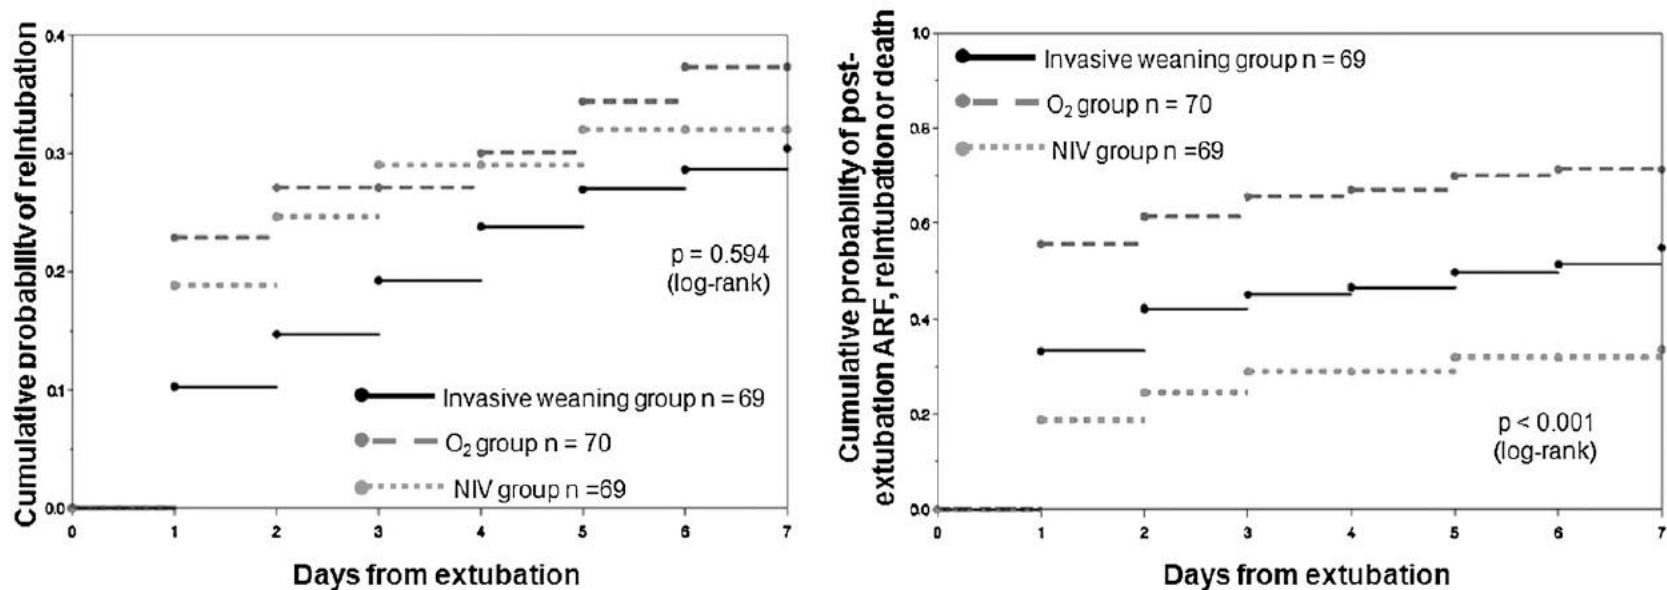 Cumulative probability of reintubation
0.4
0.3
0.2
0.1
0.0
p = 0.594
(log-rank)
Invasive weaning group n = 69
O₂ group n = 70
NIV group n =69
0 1 2 3 4 5 6 7
Days from extubation
Cumulative probability of post-
extubation ARF, reintubation or death
1.0
0.8
0.6
0.4
0.2
0.0
Invasive weaning group n = 69
O₂ group n = 70
NIV group n =69
p < 0.001
(log-rank)
0 1 2 3 4 5 6 7
Days from extubation